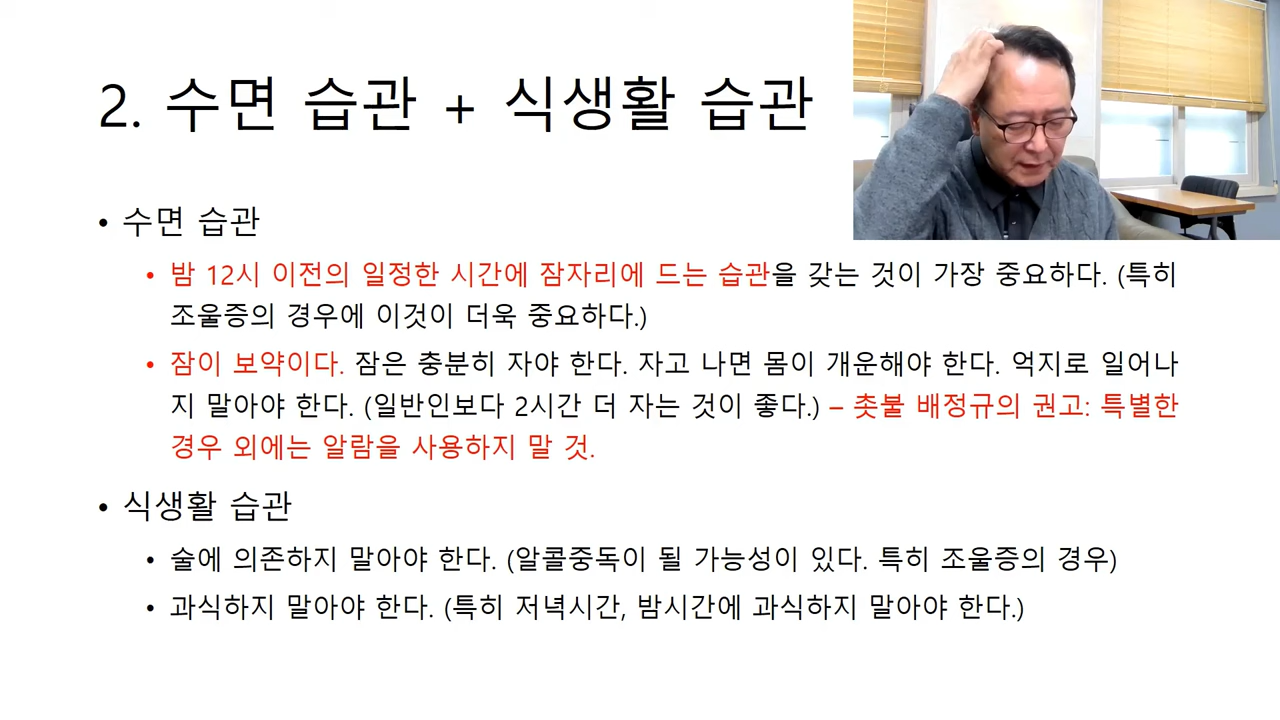 2. 수면 습관 + 식생활 습관
• 수면 습관
• 밤 12시 이전의 일정한 시간에 잠자리에 드는 습관을 갖는 것이 가장 중요하다. (특히
조울증의 경우에 이것이 더욱 중요하다.)
• 잠이 보약이다. 잠은 충분히 자야 한다. 자고 나면 몸이 개운해야 한다. 억지로 일어나
지 말아야 한다. (일반인보다 2시간 더 자는 것이 좋다.) – 촛불 배정규의 권고: 특별한
경우 외에는 알람을 사용하지 말 것.
• 식생활 습관
• 술에 의존하지 말아야 한다. (알콜중독이 될 가능성이 있다. 특히 조울증의 경우)
• 과식하지 말아야 한다. (특히 저녁시간, 밤시간에 과식하지 말아야 한다.)